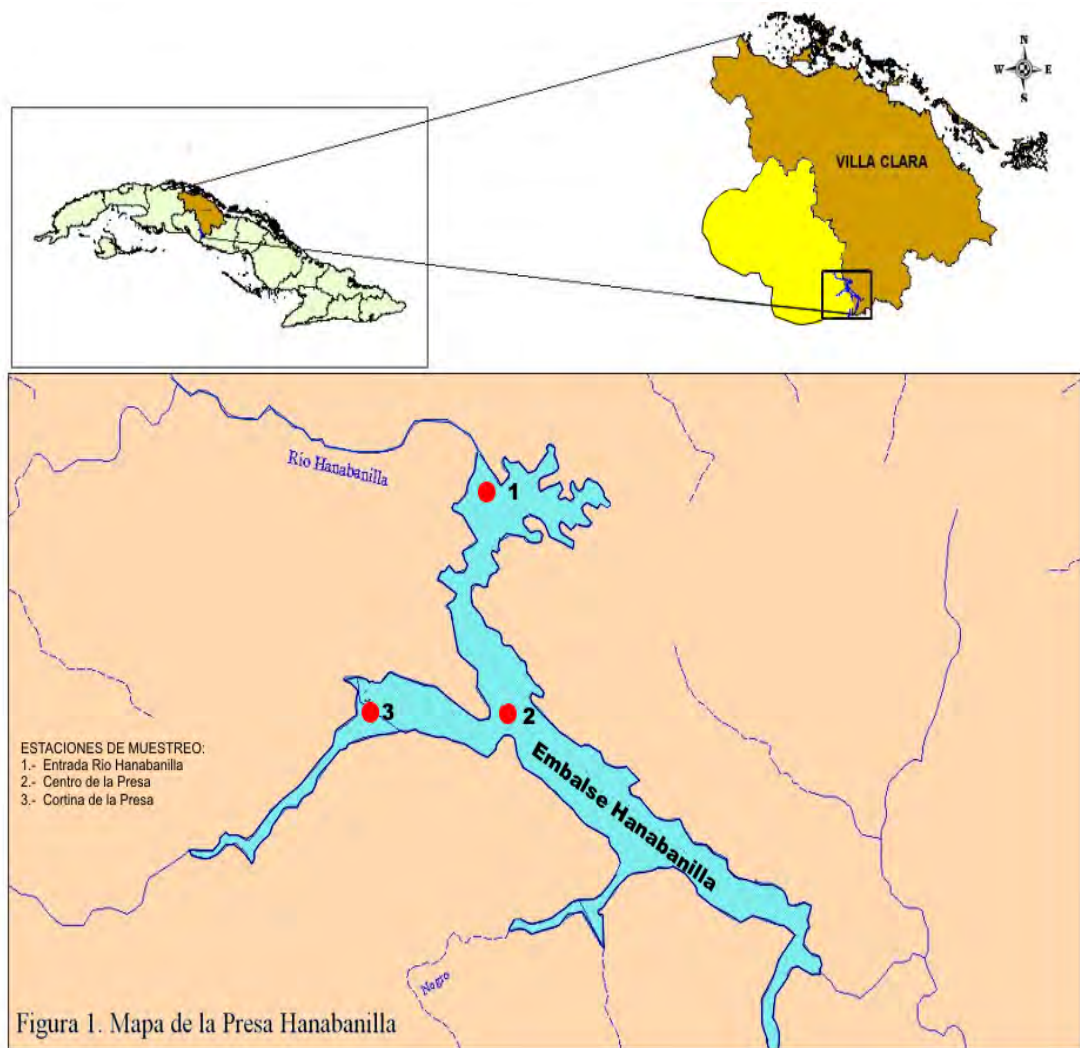 N
W E
S
VILLA CLARA
Río Hanabanilla
1
3
2
ESTACIONES DE MUESTREO:
1.- Entrada Rio Hanabanilla
2.- Centro de la Presa
3.- Cortina de la Presa
Embalse Hanabanilla
Negro
Figura 1. Mapa de la Presa Hanabanilla